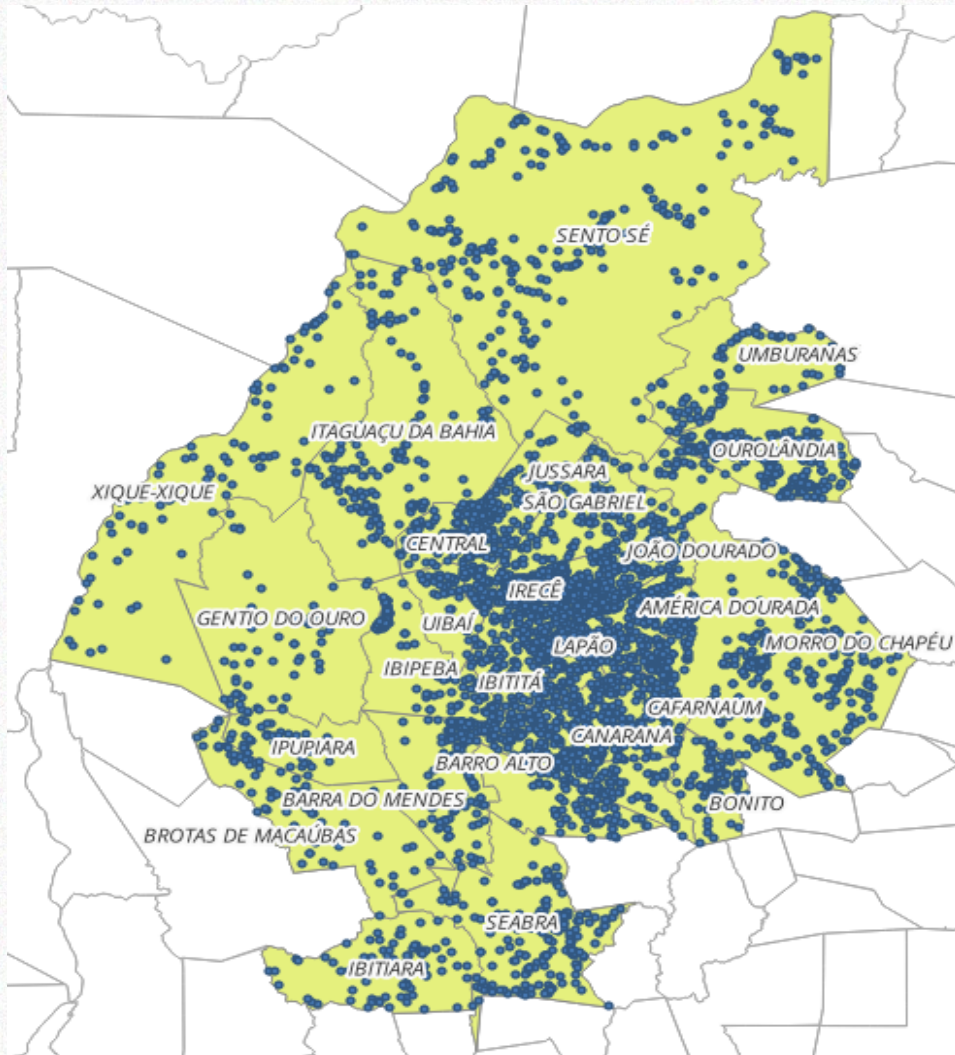 SENTO SÉ
UMBURANAS
ITAGUAÇU DA BAHIA
OUROLÂNDIA
JUSSARA
XIQUE-XIQUE
SÃO GABRIEL
CENTRAL
JOÃO DOURADO
IRECÊ
AMÉRICA DOURADA
GENTIO DO OURO
UIBAÍ
LAPÃO
MORRO DO CHAPÉU
IBIPEBA
IBITITÁ
CAFARNAUM
CANARANA
IPUPIARA
BARRO ALTO
BARRA DO MENDES
BONITO
BROTAS DE MACAÚBAS
SEABRA
IBITIARA